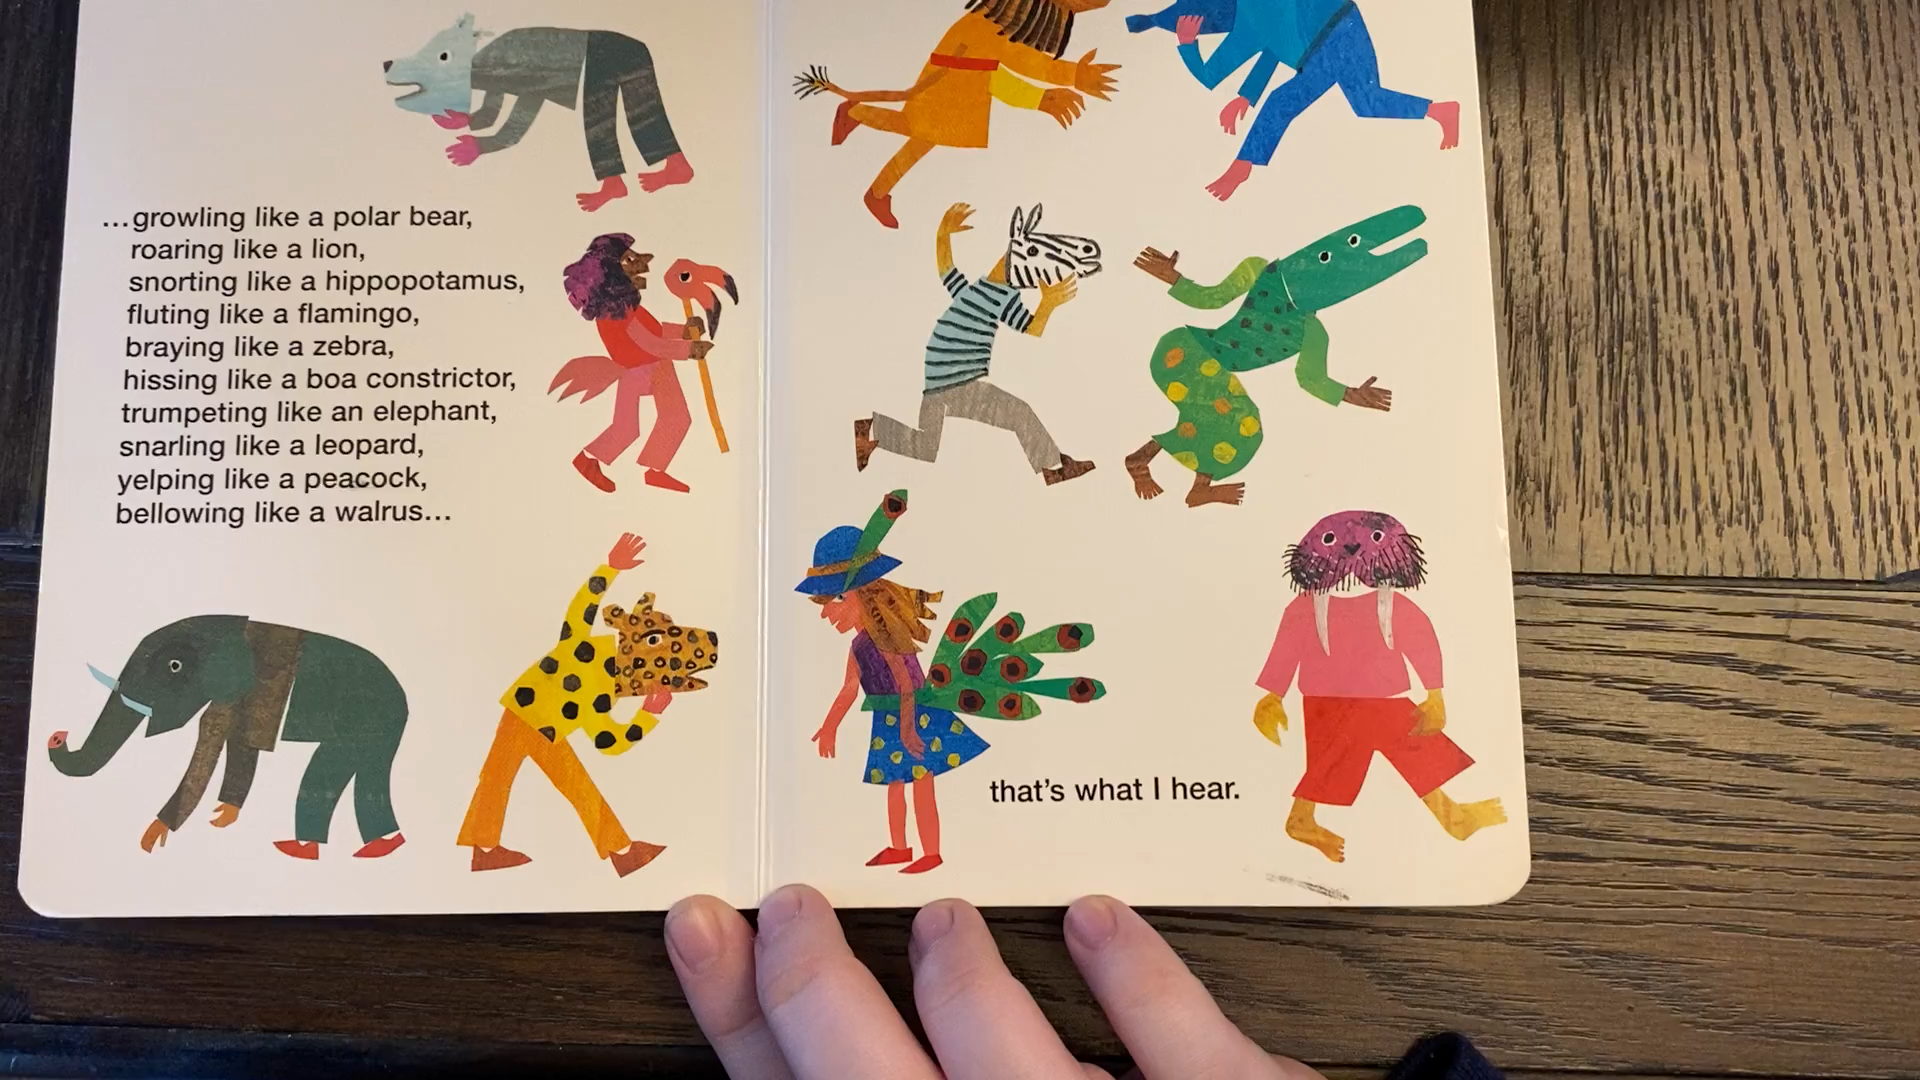 ...growling like a polar bear,
roaring like a lion,
snorting like a hippopotamus,
fluting like a flamingo,
braying like a zebra,
hissing like a boa constrictor,
trumpeting like an elephant,
snarling like a leopard,
yelping like a peacock,
bellowing like a walrus...
that's what I hear.